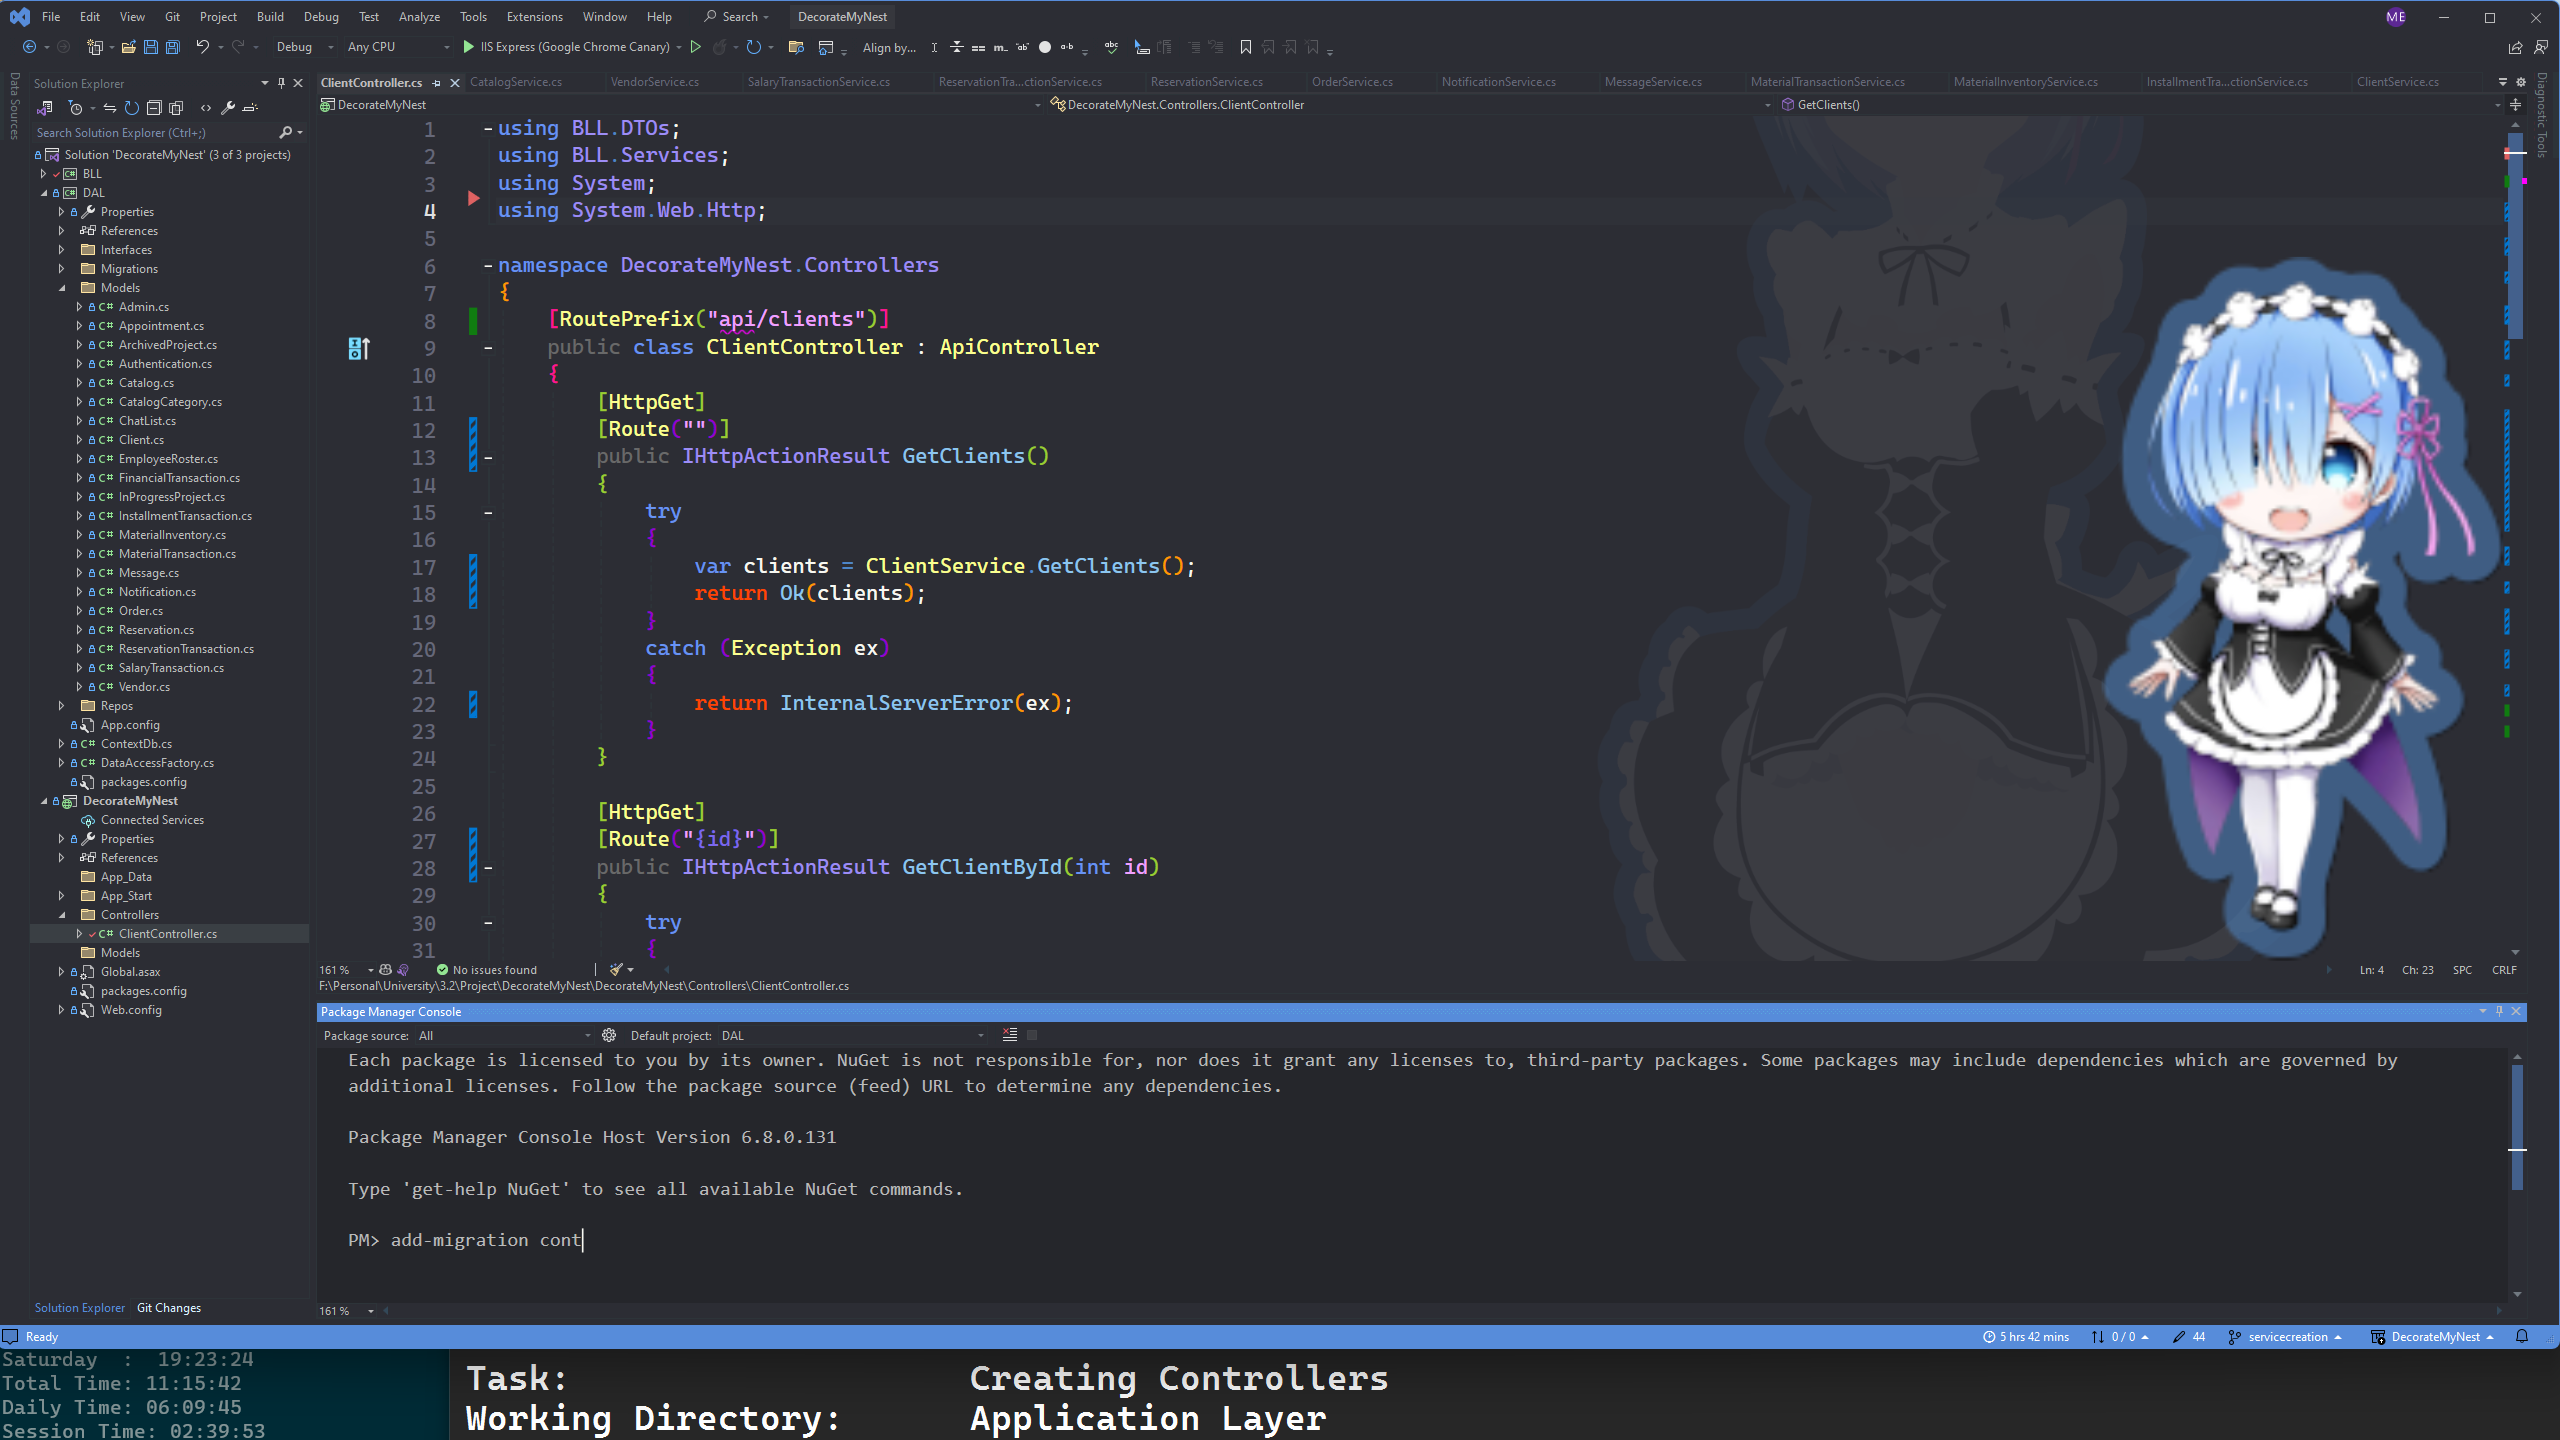 File Edit View Git Project Build Debug Test Analyze Tools Extensions Window Help Search DecorateMyNest ME
Debug Any CPU IIS Express (Google Chrome Canary) Align by...
Data Sources
Solution Explorer
Search Solution Explorer (Ctrl+;)
Solution 'DecorateMyNest' (3 of 3 projects)
BLL
DAL
Properties
References
Interfaces
Migrations
Models
Admin.cs
Appointment.cs
ArchivedProject.cs
Authentication.cs
Catalog.cs
CatalogCategory.cs
ChatList.cs
Client.cs
EmployeeRoster.cs
FinancialTransaction.cs
InProgressProject.cs
InstallmentTransaction.cs
MaterialInventory.cs
MaterialTransaction.cs
Message.cs
Notification.cs
Order.cs
Reservation.cs
ReservationTransaction.cs
SalaryTransaction.cs
Vendor.cs
Repos
App.config
ContextDb.cs
DataAccessFactory.cs
packages.config
DecorateMyNest
Connected Services
Properties
References
App_Data
App_Start
Controllers
ClientController.cs
Models
Global.asax
packages.config
Web.config
Solution Explorer Git Changes
ClientController.cs CatalogService.cs VendorService.cs SalaryTransactionService.cs ReservationTra...ctionService.cs ReservationService.cs OrderService.cs NotificationService.cs MessageService.cs MaterialTransactionService.cs MaterialInventoryService.cs InstallmentTra...ctionService.cs ClientService.cs
DecorateMyNest DecorateMyNest.Controllers.ClientController GetClients()
Diagnostic Tools
1 using BLL.DTOs;
2 using BLL.Services;
3 using System;
4 using System.Web.Http;
5
6 namespace DecorateMyNest.Controllers
7 {
8 [RoutePrefix("api/clients")]
9 public class ClientController : ApiController
10 {
11 [HttpGet]
12 [Route("")]
13 public IHttpActionResult GetClients()
14 {
15 try
16 {
17 var clients = ClientService.GetClients();
18 return Ok(clients);
19 }
20 catch (Exception ex)
21 {
22 return InternalServerError(ex);
23 }
24 }
25
26 [HttpGet]
27 [Route("{id}")]
28 public IHttpActionResult GetClientById(int id)
29 {
30 try
31 {
161 % No issues found Ln: 4 Ch: 23 SPC CRLF
F:\Personal\University\3.2\Project\DecorateMyNest\DecorateMyNest\Controllers\ClientController.cs
Package Manager Console
Package source: All Default project: DAL
Each package is licensed to you by its owner. NuGet is not responsible for, nor does it grant any licenses to, third-party packages. Some packages may include dependencies which are governed by
additional licenses. Follow the package source (feed) URL to determine any dependencies.
Package Manager Console Host Version 6.8.0.131
Type 'get-help NuGet' to see all available NuGet commands.
PM> add-migration cont
161 %
Ready 5 hrs 42 mins 0 / 0 44 servicecreation DecorateMyNest
Saturday : 19:23:24
Total Time: 11:15:42
Daily Time: 06:09:45
Session Time: 02:39:53
Task: Creating Controllers
Working Directory: Application Layer